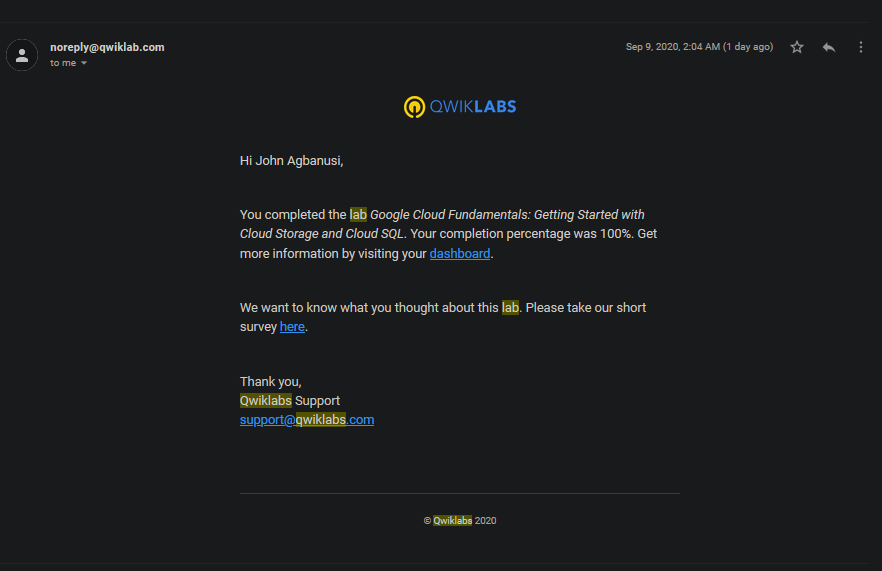 noreply@qwiklab.com
Sep 9, 2020, 2:04 AM (1 day ago)
to me
QWIKLABS
Hi John Agbanusi,
You completed the lab Google Cloud Fundamentals: Getting Started with
Cloud Storage and Cloud SQL. Your completion percentage was 100%. Get
more information by visiting your dashboard.
We want to know what you thought about this lab. Please take our short
survey here.
Thank you,
Qwiklabs Support
support@qwiklabs.com
© Qwiklabs 2020